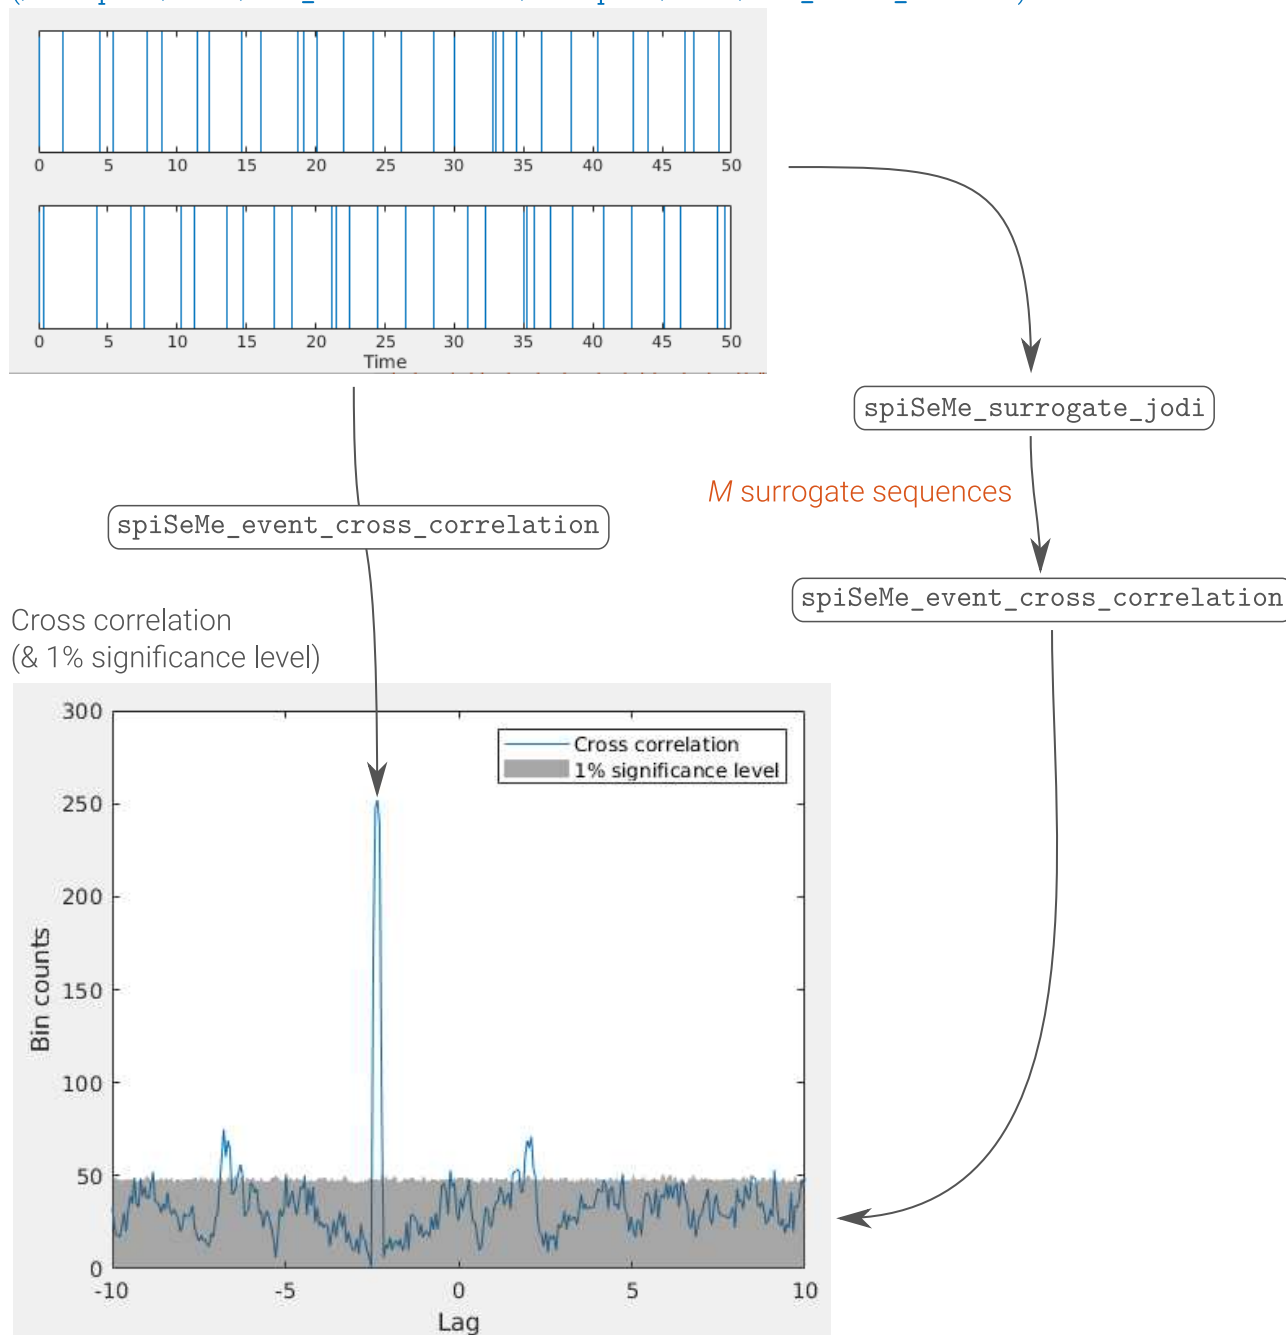 0 5 10 15 20 25 30 35 40 45 50
0 5 10 15 20 25 30 35 40 45 50
Time
spiSeMe_surrogate_jodi
M surrogate sequences
spiSeMe_event_cross_correlation
spiSeMe_event_cross_correlation
Cross correlation
(& 1% significance level)
300
250
200
150
100
50
0
Bin counts
Cross correlation
1% significance level
-10 -5 0 5 10
Lag